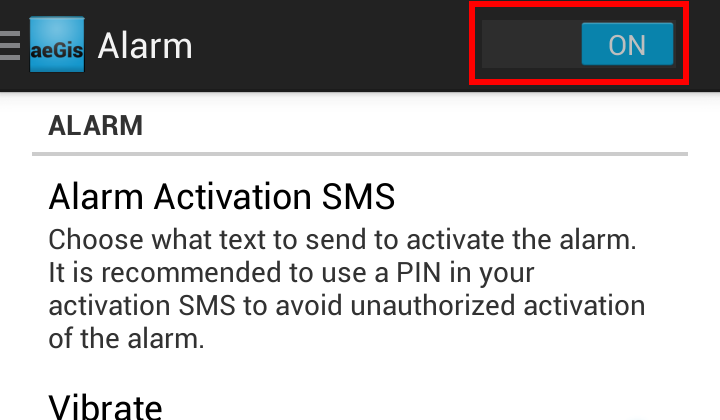 aeGis
Alarm
ON
ALARM
Alarm Activation SMS
Choose what text to send to activate the alarm.
It is recommended to use a PIN in your
activation SMS to avoid unauthorized activation
of the alarm.
Vibrate